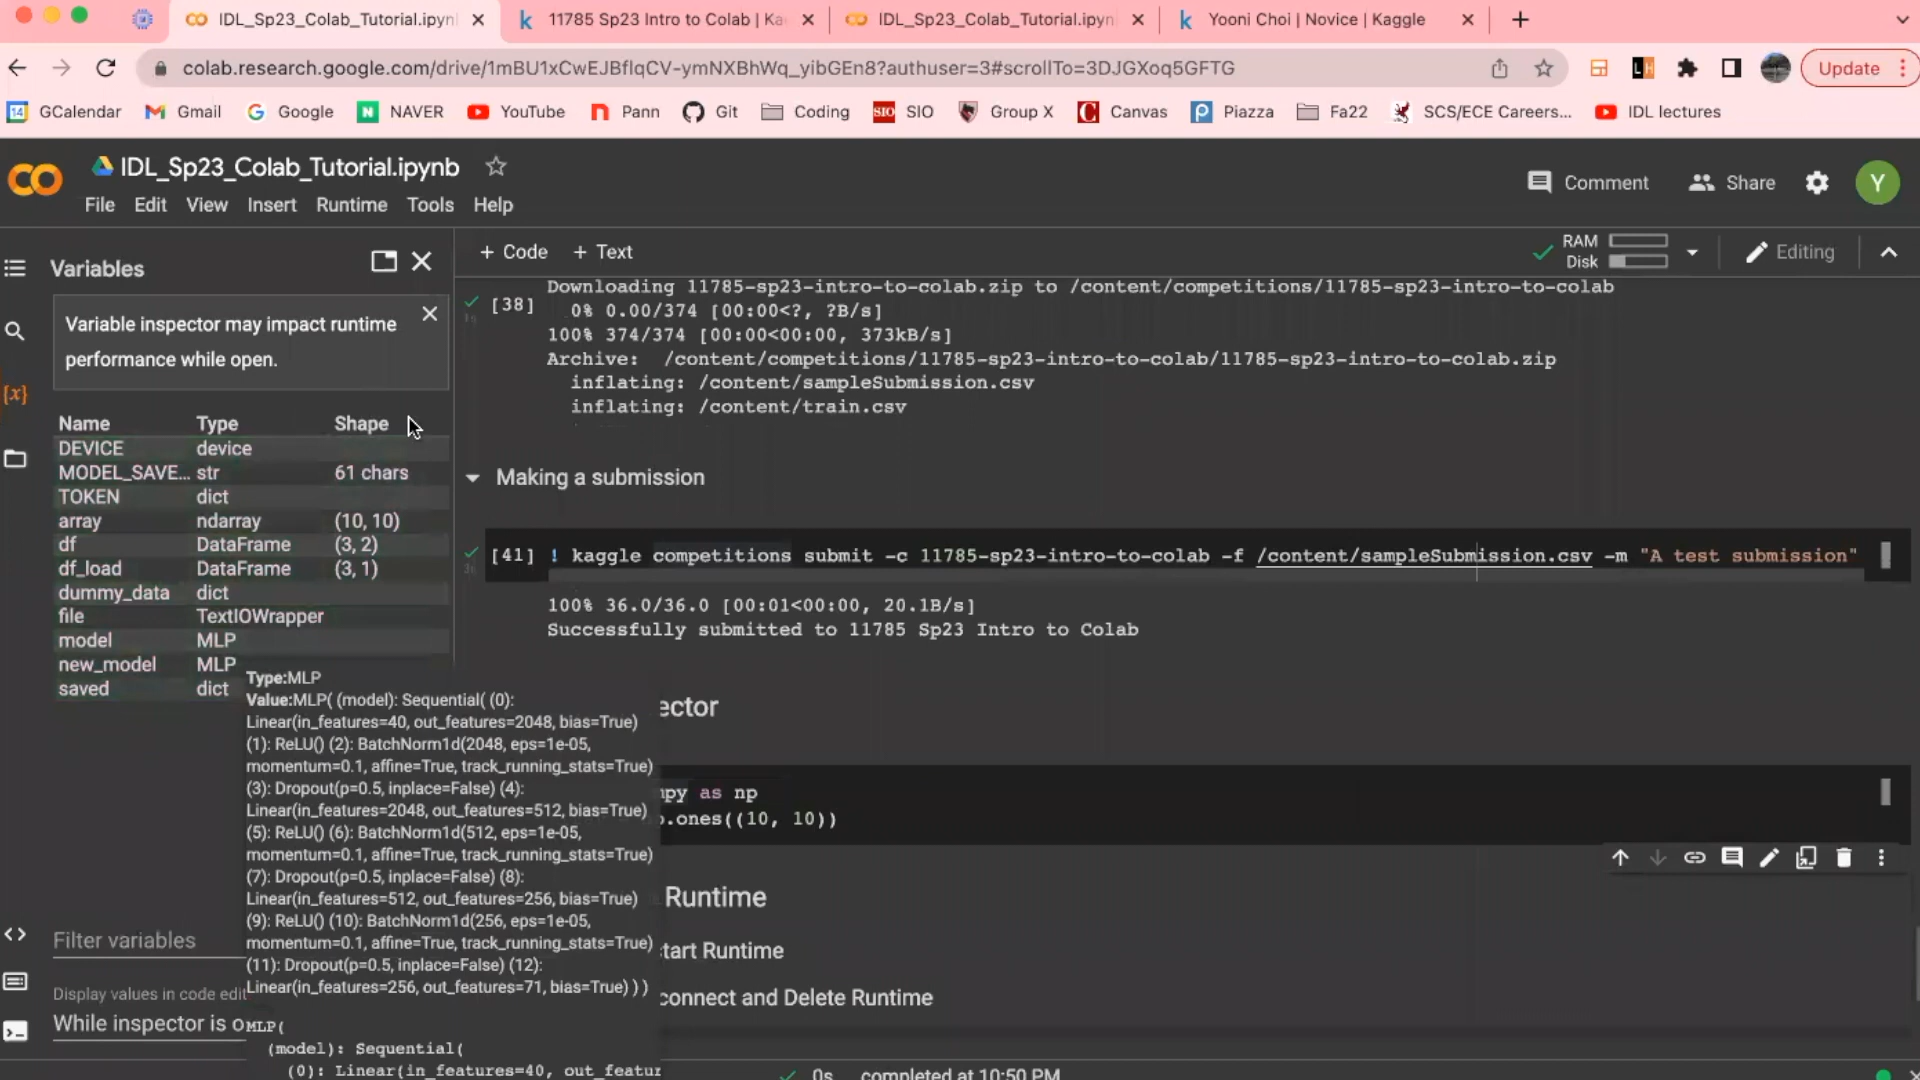 IDL_Sp23_Colab_Tutorial.ipynl
11785 Sp23 Intro to Colab | Ka
IDL_Sp23_Colab_Tutorial.ipyn
Yooni Choi | Novice | Kaggle
colab.research.google.com/drive/1mBU1xCwEJBflqCV-ymNXBhWq_yibGEn8?authuser=3#scrollTo=3DJGXoq5GFTG
Update
GCalendar
Gmail
Google
NAVER
YouTube
Pann
Git
Coding
SIO
Group X
Canvas
Piazza
Fa22
SCS/ECE Careers...
IDL lectures
IDL_Sp23_Colab_Tutorial.ipynb
File Edit View Insert Runtime Tools Help
Comment
Share
Y
Variables
+ Code + Text
RAM
Disk
Editing
Variable inspector may impact runtime
performance while open.
Name Type Shape
DEVICE device
MODEL_SAVE... str 61 chars
TOKEN dict
array ndarray (10, 10)
df DataFrame (3, 2)
df_load DataFrame (3, 1)
dummy_data dict
file TextIOWrapper
model MLP
new_model MLP
saved dict
Type:MLP
Value:MLP( (model): Sequential( (0):
Linear(in_features=40, out_features=2048, bias=True)
(1): ReLU() (2): BatchNorm1d(2048, eps=1e-05,
momentum=0.1, affine=True, track_running_stats=True)
(3): Dropout(p=0.5, inplace=False) (4):
Linear(in_features=2048, out_features=512, bias=True)
(5): ReLU() (6): BatchNorm1d(512, eps=1e-05,
momentum=0.1, affine=True, track_running_stats=True)
(7): Dropout(p=0.5, inplace=False) (8):
Linear(in_features=512, out_features=256, bias=True)
(9): ReLU() (10): BatchNorm1d(256, eps=1e-05,
momentum=0.1, affine=True, track_running_stats=True)
(11): Dropout(p=0.5, inplace=False) (12):
Linear(in_features=256, out_features=71, bias=True) ) )
MLP(
(model): Sequential(
(0): Linear(in_features=40, out_featur
Filter variables
Display values in code edit
While inspector is o
[38]
Downloading 11785-sp23-intro-to-colab.zip to /content/competitions/11785-sp23-intro-to-colab
0% 0.00/374 [00:00<?, ?B/s]
100% 374/374 [00:00<00:00, 373kB/s]
Archive: /content/competitions/11785-sp23-intro-to-colab/11785-sp23-intro-to-colab.zip
inflating: /content/sampleSubmission.csv
inflating: /content/train.csv
Making a submission
[41] ! kaggle competitions submit -c 11785-sp23-intro-to-colab -f /content/sampleSubmission.csv -m "A test submission"
100% 36.0/36.0 [00:01<00:00, 20.1B/s]
Successfully submitted to 11785 Sp23 Intro to Colab
ector
mpy as np
p.ones((10, 10))
Runtime
tart Runtime
connect and Delete Runtime
0s completed at 10:50 PM